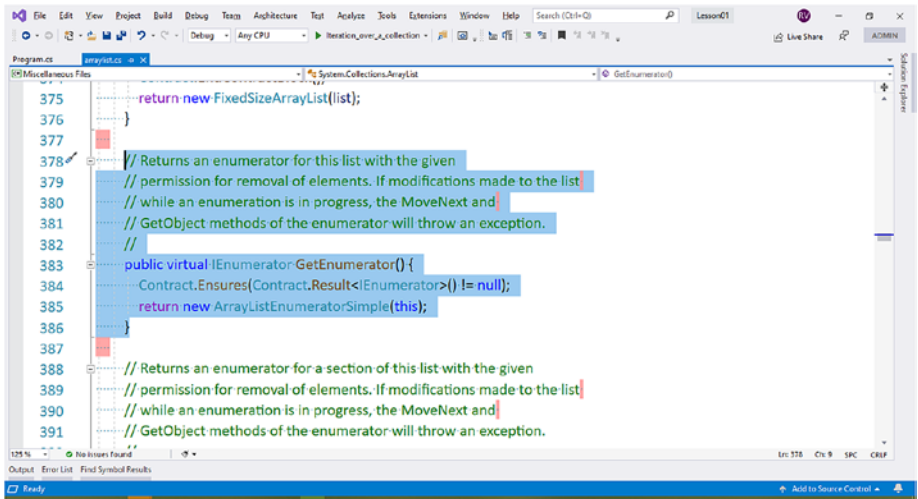 File Edit View Project Build Debug Team Architecture Test Analyze Tools Extensions Window Help Search (Ctrl+Q) Lesson01 RV
Debug Any CPU Iteration_over_a_collection Live Share ADMIN
Program.cs arraylist.cs
Miscellaneous Files System.Collections.ArrayList GetEnumerator()
Solution Explorer
375 return new FixedSizeArrayList(list);
376 }
377
378 // Returns an enumerator for this list with the given
379 // permission for removal of elements. If modifications made to the list
380 // while an enumeration is in progress, the MoveNext and
381 // GetObject methods of the enumerator will throw an exception.
382 //
383 public virtual IEnumerator GetEnumerator() {
384 Contract.Ensures(Contract.Result<IEnumerator>() != null);
385 return new ArrayListEnumeratorSimple(this);
386 }
387
388 // Returns an enumerator for a section of this list with the given
389 // permission for removal of elements. If modifications made to the list
390 // while an enumeration is in progress, the MoveNext and
391 // GetObject methods of the enumerator will throw an exception.
125 % No issues found Ln: 378 Ch: 9 SPC CRLF
Output Error List Find Symbol Results
Ready Add to Source Control